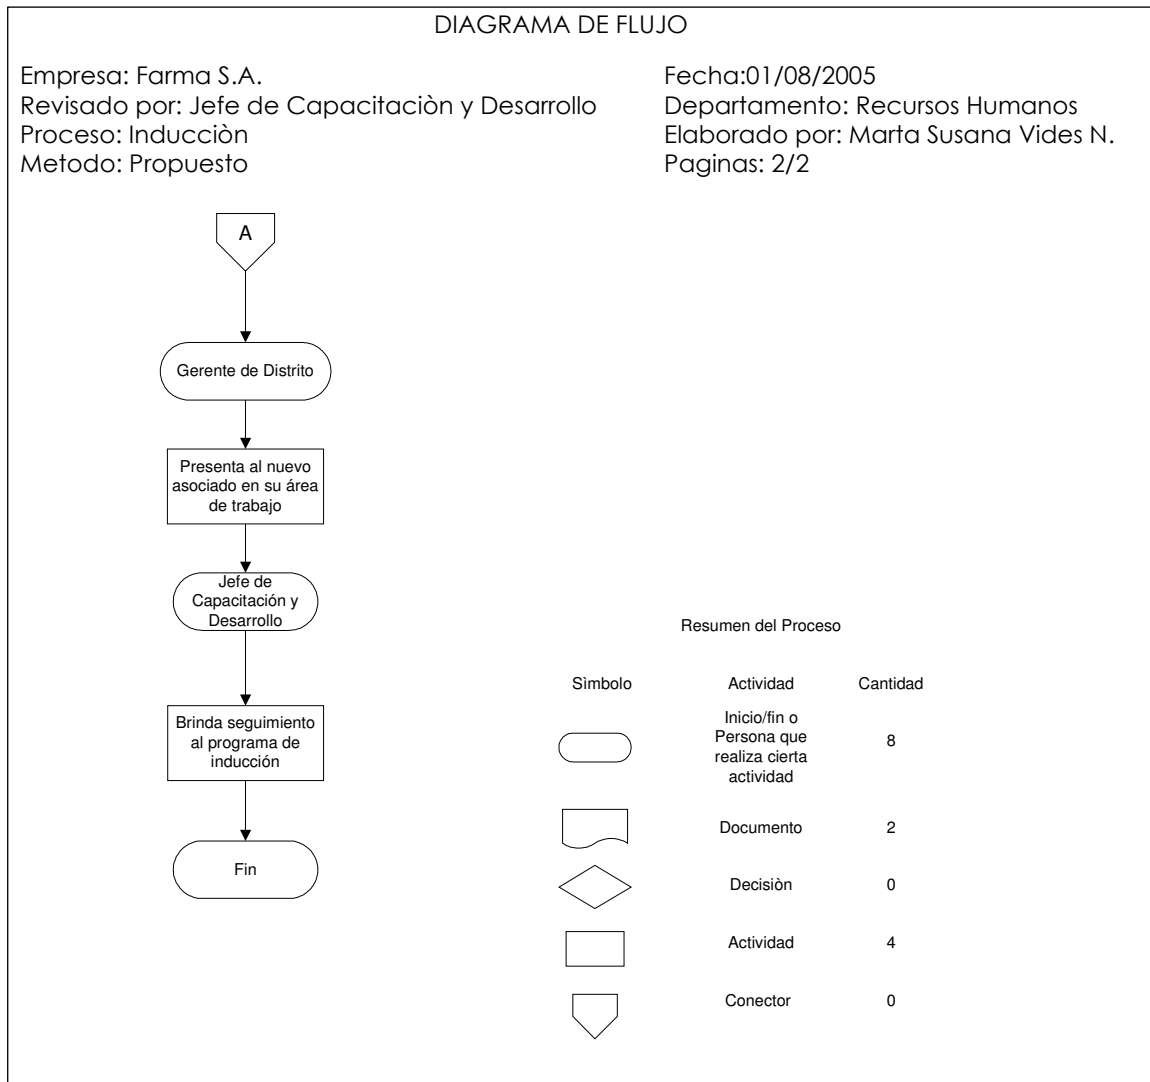 DIAGRAMA DE FLUJO
Empresa: Farma S.A.
Revisado por: Jefe de Capacitaciòn y Desarrollo
Proceso: Inducciòn
Metodo: Propuesto
Fecha:01/08/2005
Departamento: Recursos Humanos
Elaborado por: Marta Susana Vides N.
Paginas: 2/2
A
Gerente de Distrito
Presenta al nuevo
asociado en su área
de trabajo
Jefe de
Capacitación y
Desarrollo
Brinda seguimiento
al programa de
inducción
Fin
Resumen del Proceso
Sìmbolo Actividad Cantidad
Inicio/fin o
Persona que
realiza cierta
actividad
8
Documento 2
Decisiòn 0
Actividad 4
Conector 0